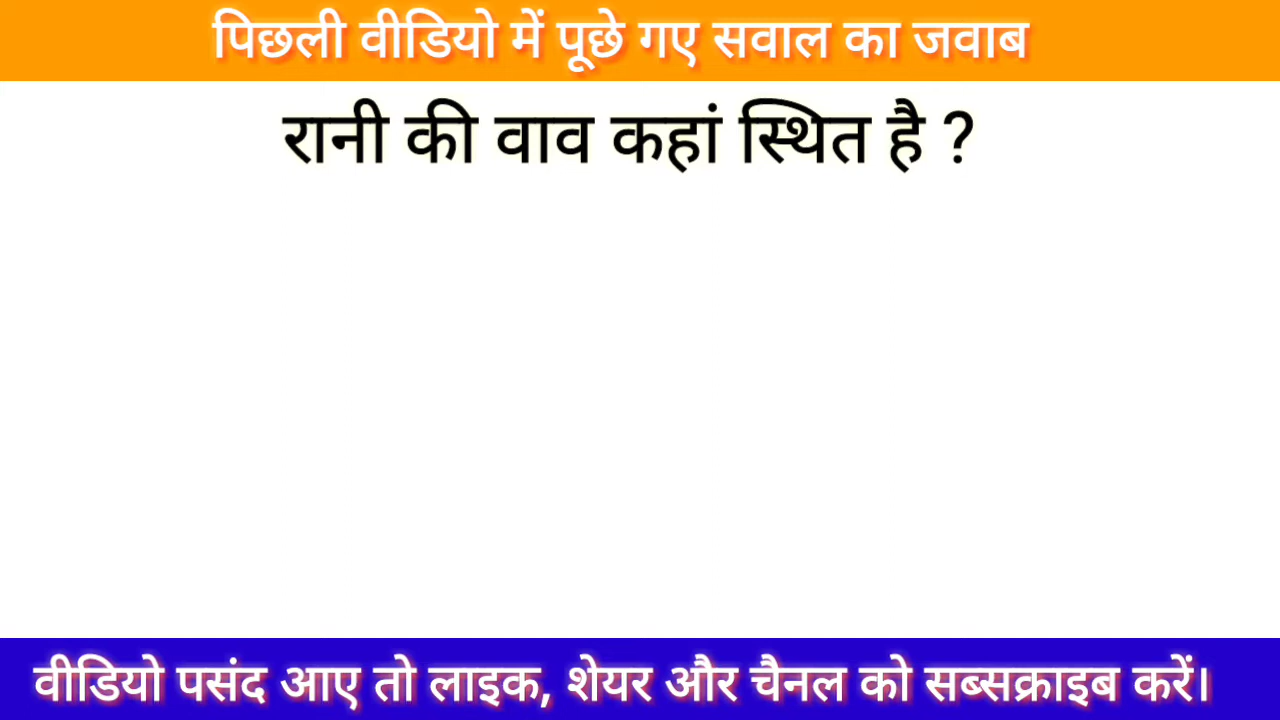 पिछली वीडियो में पूछे गए सवाल का जवाब
रानी की वाव कहां स्थित है ?
वीडियो पसंद आए तो लाइक, शेयर और चैनल को सब्सक्राइब करें।